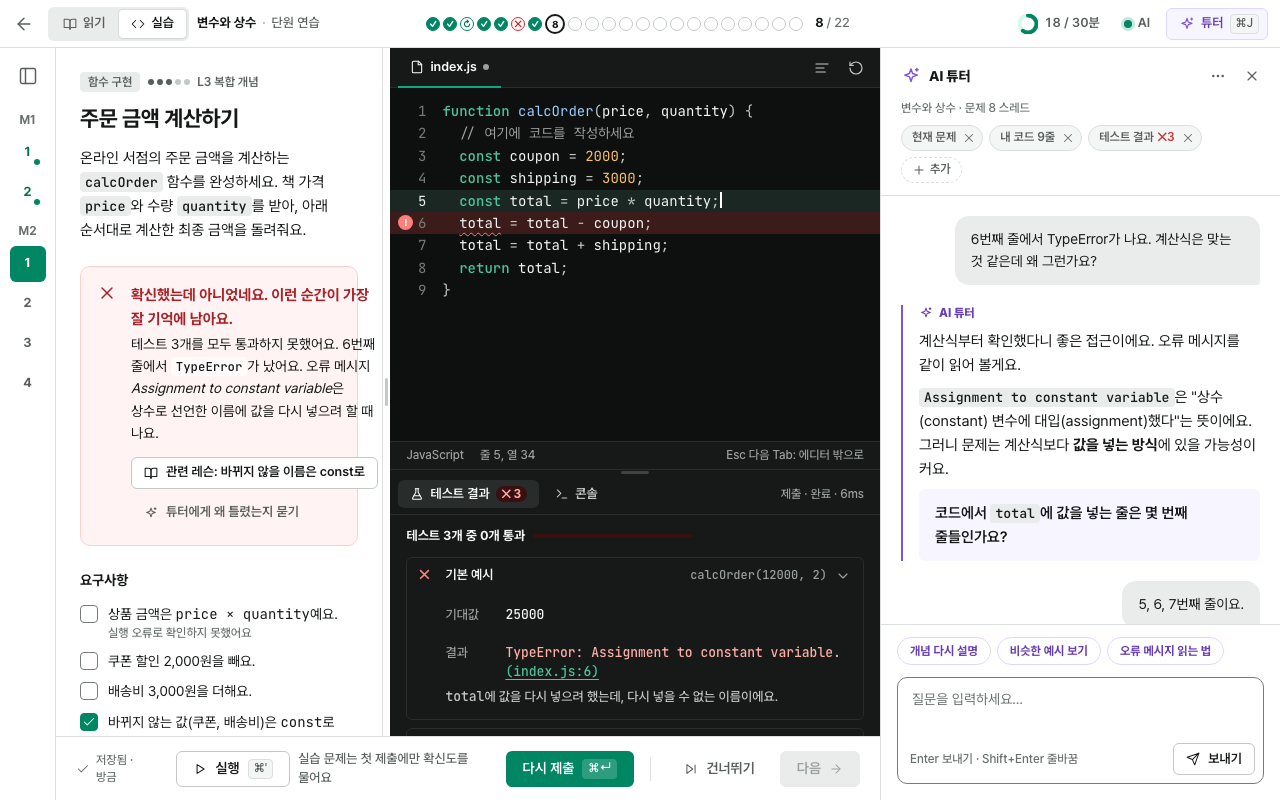 읽기 실습 변수와 상수 · 단원 연습 8 8 / 22 18 / 30분 AI 튜터 ⌘J
M1
1
2
M2
1
2
3
4
함수 구현 L3 복합 개념
주문 금액 계산하기
온라인 서점의 주문 금액을 계산하는
calcOrder 함수를 완성하세요. 책 가격
price와 수량 quantity를 받아, 아래
순서대로 계산한 최종 금액을 돌려줘요.
확신했는데 아니었네요. 이런 순간이 가장
잘 기억에 남아요.
테스트 3개를 모두 통과하지 못했어요. 6번째
줄에서 TypeError가 났어요. 오류 메시지
Assignment to constant variable은
상수로 선언한 이름에 값을 다시 넣으려 할 때
나요.
관련 레슨: 바뀌지 않을 이름은 const로
튜터에게 왜 틀렸는지 묻기
요구사항
상품 금액은 price × quantity예요.
실행 오류로 확인하지 못했어요
쿠폰 할인 2,000원을 빼요.
배송비 3,000원을 더해요.
바뀌지 않는 값(쿠폰, 배송비)은 const로
저장됨 ·
방금
실행 ⌘'
실습 문제는 첫 제출에만 확신도를
물어요
다시 제출 ⌘↵
건너뛰기
다음 →
index.js
1 function calcOrder(price, quantity) {
2 // 여기에 코드를 작성하세요
3 const coupon = 2000;
4 const shipping = 3000;
5 const total = price * quantity;
6 total = total - coupon;
7 total = total + shipping;
8 return total;
9 }
JavaScript 줄 5, 열 34 Esc 다음 Tab: 에디터 밖으로
테스트 결과 ×3 콘솔 제출 · 완료 · 6ms
테스트 3개 중 0개 통과
기본 예시 calcOrder(12000, 2)
기대값 25000
결과 TypeError: Assignment to constant variable.
(index.js:6)
total에 값을 다시 넣으려 했는데, 다시 넣을 수 없는 이름이에요.
AI 튜터
변수와 상수 · 문제 8 스레드
현재 문제 × 내 코드 9줄 × 테스트 결과 ×3 ×
+ 추가
6번째 줄에서 TypeError가 나요. 계산식은 맞는
것 같은데 왜 그런가요?
AI 튜터
계산식부터 확인했다니 좋은 접근이에요. 오류 메시지를
같이 읽어 볼게요.
Assignment to constant variable은 "상수
(constant) 변수에 대입(assignment)했다"는 뜻이에요.
그러니 문제는 계산식보다 값을 넣는 방식에 있을 가능성이
커요.
코드에서 total에 값을 넣는 줄은 몇 번째
줄들인가요?
5, 6, 7번째 줄이요.
개념 다시 설명 비슷한 예시 보기 오류 메시지 읽는 법
질문을 입력하세요...
Enter 보내기 · Shift+Enter 줄바꿈 보내기